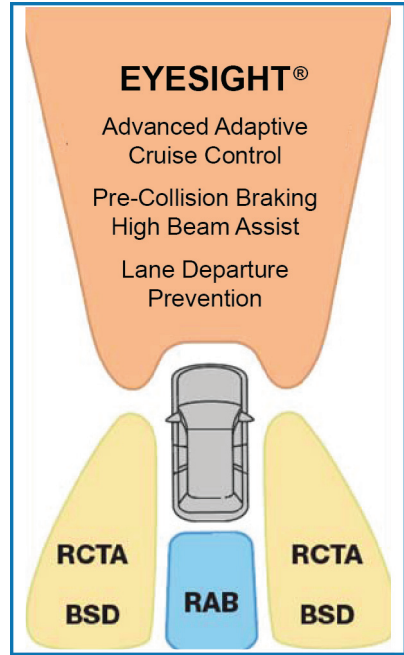 EYESIGHT®
Advanced Adaptive
Cruise Control
Pre-Collision Braking
High Beam Assist
Lane Departure
Prevention
RCTA
BSD
RAB
RCTA
BSD